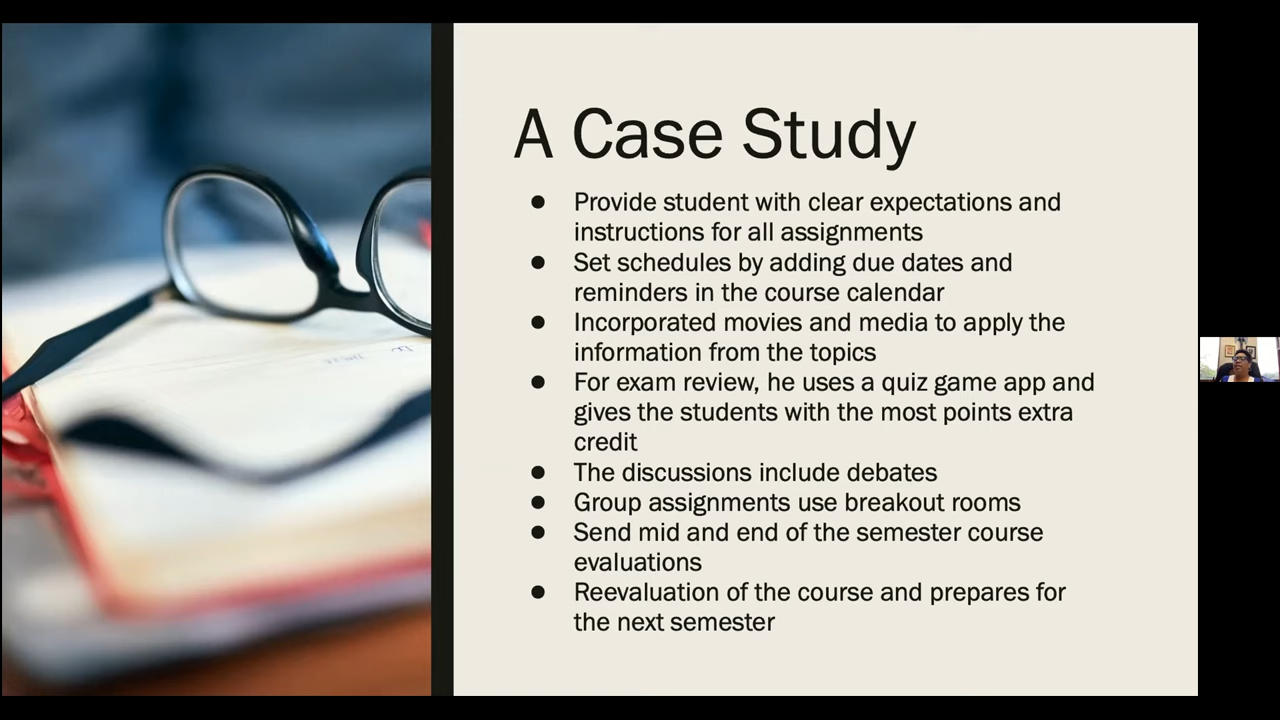 A Case Study
● Provide student with clear expectations and
instructions for all assignments
● Set schedules by adding due dates and
reminders in the course calendar
● Incorporated movies and media to apply the
information from the topics
● For exam review, he uses a quiz game app and
gives the students with the most points extra
credit
● The discussions include debates
● Group assignments use breakout rooms
● Send mid and end of the semester course
evaluations
● Reevaluation of the course and prepares for
the next semester